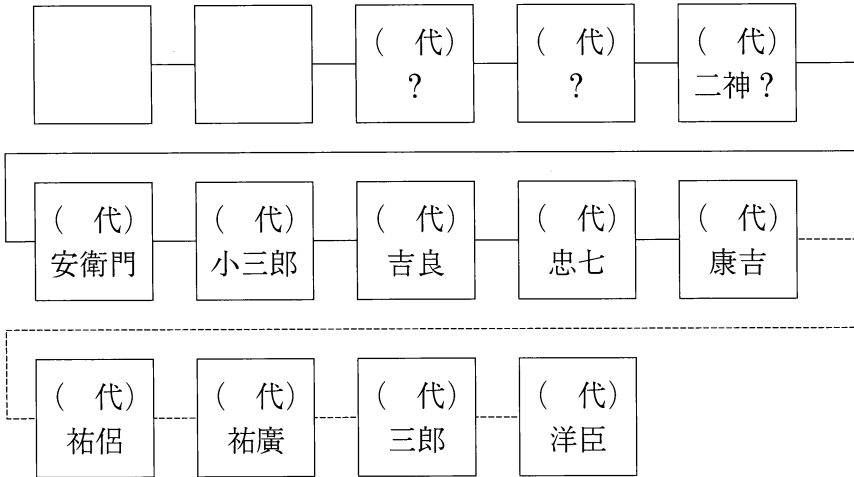 （　代）
？
（　代）
？
（　代）
二神？
（　代）
安衛門
（　代）
小三郎
（　代）
吉良
（　代）
忠七
（　代）
康吉
（　代）
祐侶
（　代）
祐廣
（　代）
三郎
（　代）
洋臣